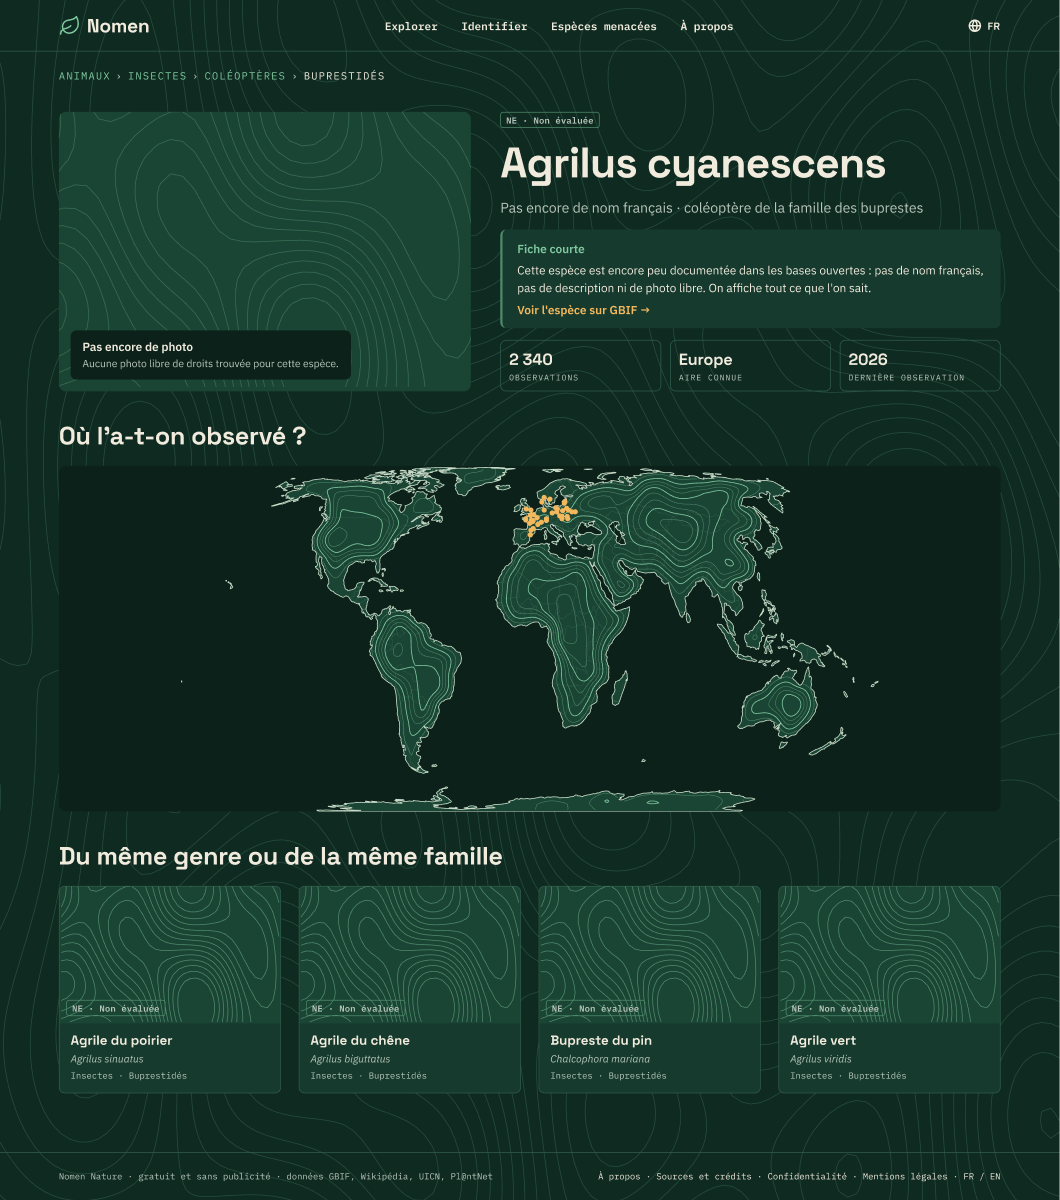 Nomen
Explorer Identifier Espèces menacées À propos
FR
ANIMAUX › INSECTES › COLÉOPTÈRES › BUPRESTIDÉS
NE · Non évaluée
Agrilus cyanescens
Pas encore de nom français · coléoptère de la famille des buprestes
Fiche courte
Cette espèce est encore peu documentée dans les bases ouvertes : pas de nom français,
pas de description ni de photo libre. On affiche tout ce que l'on sait.
Voir l'espèce sur GBIF →
Pas encore de photo
Aucune photo libre de droits trouvée pour cette espèce.
2 340
OBSERVATIONS
Europe
AIRE CONNUE
2026
DERNIÈRE OBSERVATION
Où l'a-t-on observé ?
Du même genre ou de la même famille
NE · Non évaluée
Agrile du poirier
Agrilus sinuatus
Insectes · Buprestidés
NE · Non évaluée
Agrile du chêne
Agrilus biguttatus
Insectes · Buprestidés
NE · Non évaluée
Bupreste du pin
Chalcophora mariana
Insectes · Buprestidés
NE · Non évaluée
Agrile vert
Agrilus viridis
Insectes · Buprestidés
Nomen Nature · gratuit et sans publicité · données GBIF, Wikipédia, UICN, Pl@ntNet
À propos · Sources et crédits · Confidentialité · Mentions légales · FR / EN